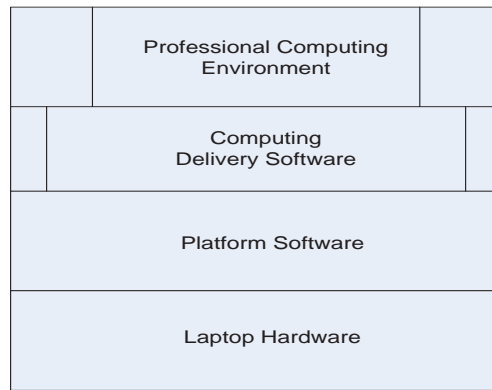 Professional Computing
Environment
Computing
Delivery Software
Platform Software
Laptop Hardware